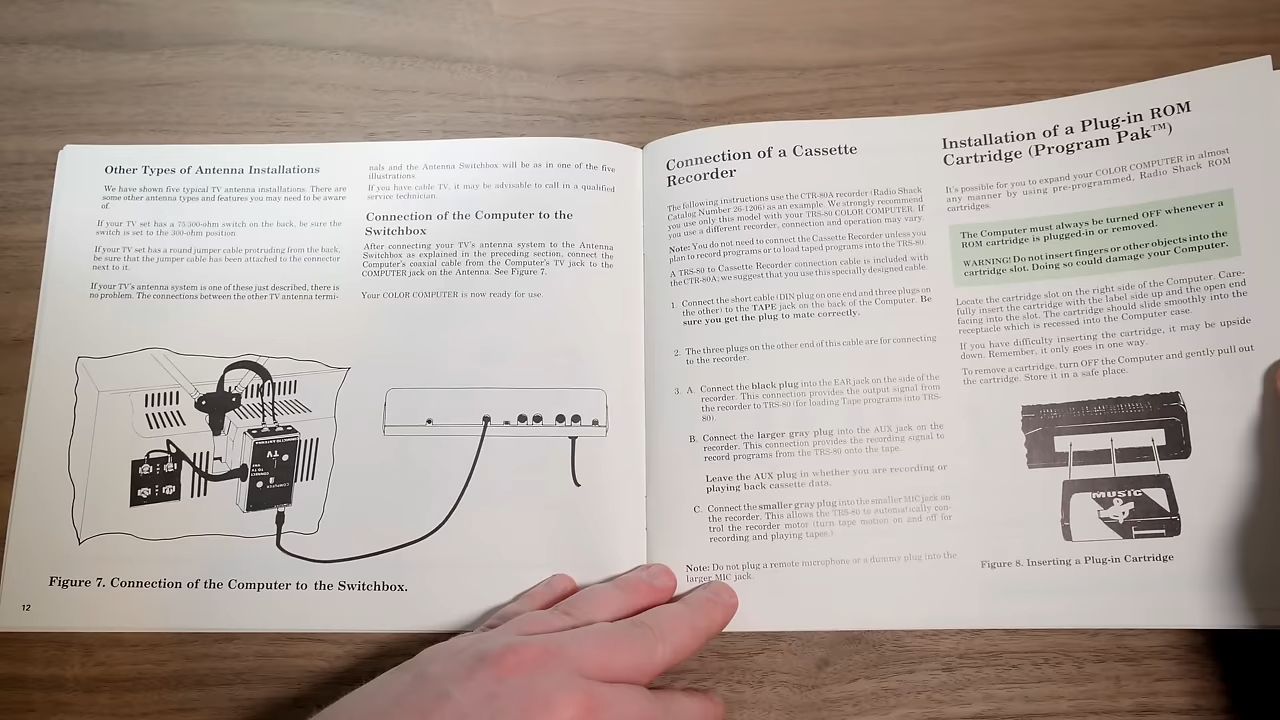 Other Types of Antenna Installations
We have shown five typical TV antenna installations. There are
some other antenna types and features you may need to be aware
of.
If your TV set has a 75/300-ohm switch on the back, be sure the
switch is set to the 300-ohm position.
If your TV set has a round jumper cable protruding from the back,
be sure that the jumper cable has been attached to the connector
next to it.
If your TV's antenna system is one of these just described, there is
no problem. The connections between the other TV antenna termi-
nals and the Antenna Switchbox will be as in one of the five
illustrations.
If you have cable TV, it may be advisable to call in a qualified
service technician.
Connection of the Computer to the
Switchbox
After connecting your TV's antenna system to the Antenna
Switchbox as explained in the preceding section, connect the
Computer's coaxial cable from the Computer's TV jack to the
COMPUTER jack on the Antenna. See Figure 7.
Your COLOR COMPUTER is now ready for use.
TV
COMPUTER
Figure 7. Connection of the Computer to the Switchbox.
12
Connection of a Cassette
Recorder
The following instructions use the CTR-80A recorder (Radio Shack
Catalog Number 26-1206) as an example. We strongly recommend
you use only this model with your TRS-80 COLOR COMPUTER. If
you use a different recorder, connection and operation may vary.
Note: You do not need to connect the Cassette Recorder unless you
plan to record programs or to load taped programs into the TRS-80.
A TRS-80 to Cassette Recorder connection cable is included with
the CTR-80A; we suggest that you use this specially designed cable.
1. Connect the short cable (DIN plug on one end and three plugs on
the other) to the TAPE jack on the back of the Computer. Be
sure you get the plug to mate correctly.
2. The three plugs on the other end of this cable are for connecting
to the recorder.
3. A. Connect the black plug into the EAR jack on the side of the
recorder. This connection provides the output signal from
the recorder to TRS-80 (for loading Tape programs into TRS-
80).
B. Connect the larger gray plug into the AUX jack on the
recorder. This connection provides the recording signal to
record programs from the TRS-80 onto the tape.
Leave the AUX plug in whether you are recording or
playing back cassette data.
C. Connect the smaller gray plug into the smaller MIC jack on
the recorder. This allows the TRS-80 to automatically con-
trol the recorder motor (turn tape motion on and off for
recording and playing tapes.)
Note: Do not plug a remote microphone or a dummy plug into the
larger MIC jack.
Installation of a Plug-in ROM
Cartridge (Program Pak™)
It's possible for you to expand your COLOR COMPUTER in almost
any manner by using pre-programmed, Radio Shack ROM
cartridges.
The Computer must always be turned OFF whenever a
ROM cartridge is plugged-in or removed.
WARNING! Do not insert fingers or other objects into the
cartridge slot. Doing so could damage your Computer.
Locate the cartridge slot on the right side of the Computer. Care-
fully insert the cartridge with the label side up and the open end
facing into the slot. The cartridge should slide smoothly into the
receptacle which is recessed into the Computer case.
If you have difficulty inserting the cartridge, it may be upside
down. Remember, it only goes in one way.
To remove a cartridge, turn OFF the Computer and gently pull out
the cartridge. Store it in a safe place.
MUSIC
Figure 8. Inserting a Plug-in Cartridge